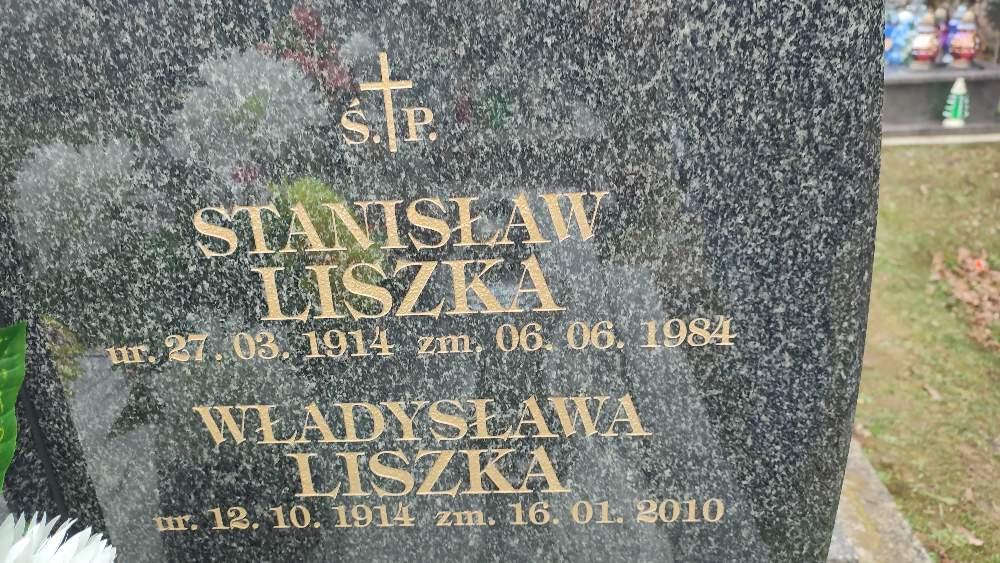 Ś. P.
STANISŁAW
LISZKA
ur. 27. 03. 1914 zm. 06. 06. 1984
WŁADYSŁAWA
LISZKA
ur. 12. 10. 1914 zm. 16. 01. 2010